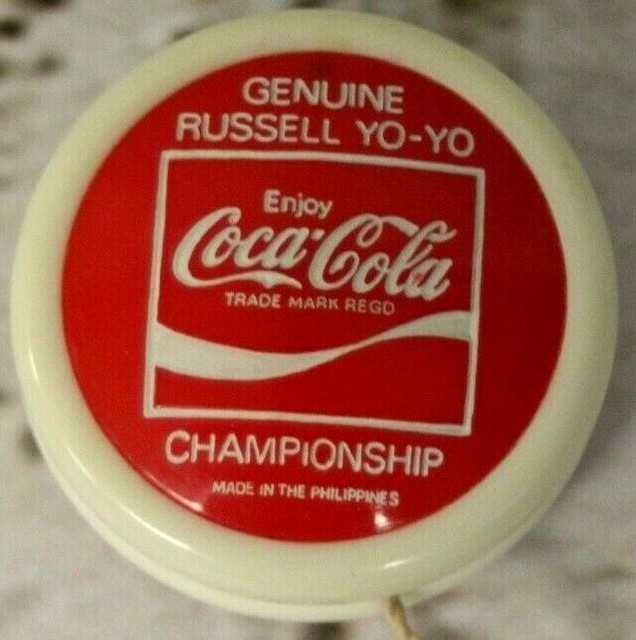 GENUINE
RUSSELL YO-YO
Enjoy
Coca-Cola
TRADE MARK REGD
CHAMPIONSHIP
MADE IN THE PHILIPPINES